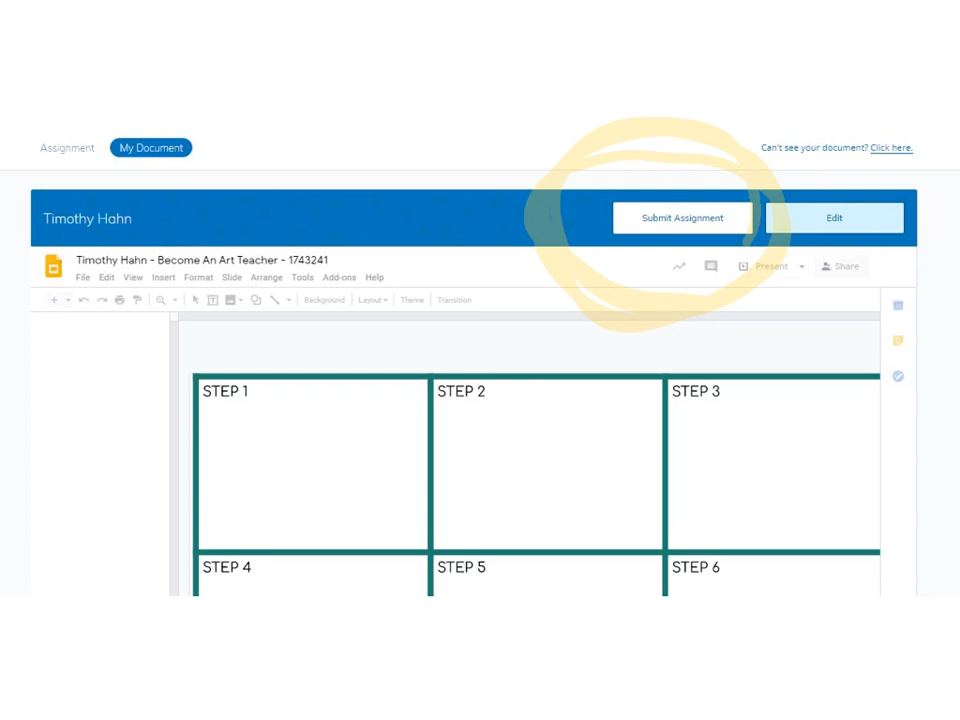 Assignment My Document Can't see your document? Click here.
Timothy Hahn Submit Assignment Edit
Timothy Hahn - Become An Art Teacher - 1743241
File Edit View Insert Format Slide Arrange Tools Add-ons Help Present Share
Background Layout Theme Transition
STEP 1 STEP 2 STEP 3
STEP 4 STEP 5 STEP 6